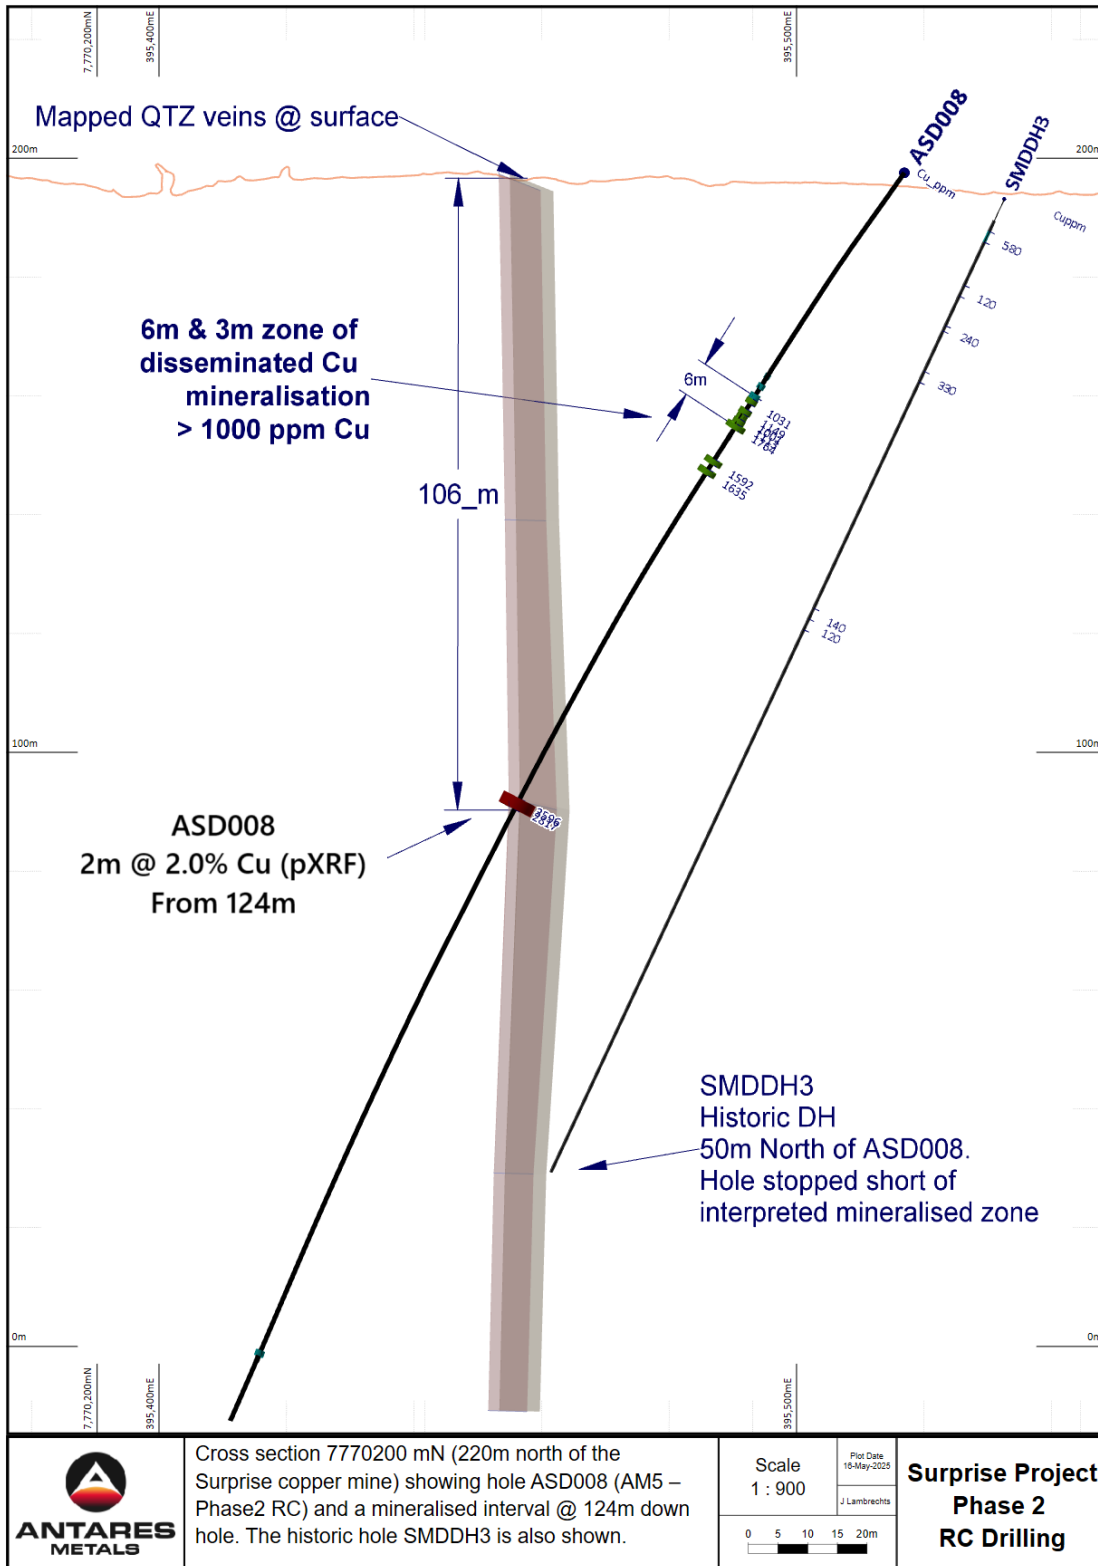 7,770,200mN
395,400mE
395,500mE
Mapped QTZ veins @ surface
ASD008
SMDDH3
200m
200m
Cu_ppm
Cuppm
580
120
240
330
6m & 3m zone of
disseminated Cu
mineralisation
> 1000 ppm Cu
6m
1031
1149
1764
1592
1635
106_m
140
120
100m
100m
3596
2817
ASD008
2m @ 2.0% Cu (pXRF)
From 124m
SMDDH3
Historic DH
50m North of ASD008.
Hole stopped short of
interpreted mineralised zone
0m
0m
7,770,200mN
395,400mE
395,500mE
ANTARES
METALS
Cross section 7770200 mN (220m north of the
Surprise copper mine) showing hole ASD008 (AM5 –
Phase2 RC) and a mineralised interval @ 124m down
hole. The historic hole SMDDH3 is also shown.
Scale
1 : 900
Plot Date
16-May-2025
J Lambrechts
0 5 10 15 20m
Surprise Project
Phase 2
RC Drilling